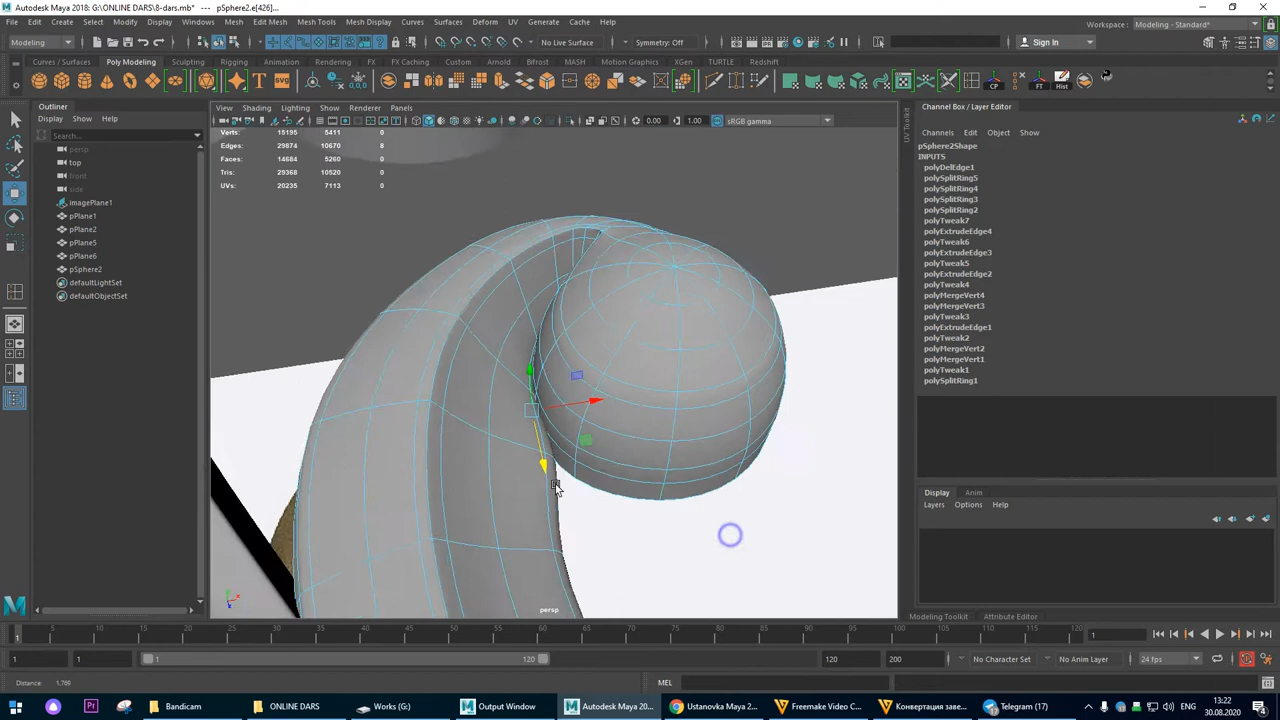 Autodesk Maya 2018: G:\ONLINE DARS\8-dars.mb* --- pSphere2.e[426]...
File Edit Create Select Modify Display Windows Mesh Edit Mesh Mesh Tools Mesh Display Curves Surfaces Deform UV Generate Cache Help
Workspace : Modeling - Standard*
Modeling No Live Surface Symmetry: Off Sign In
Curves / Surfaces Poly Modeling Sculpting Rigging Animation Rendering FX FX Caching Custom Arnold Bifrost MASH Motion Graphics XGen TURTLE Redshift
CP FT Hist
Outliner
Display Show Help
Search...
persp
top
front
side
imagePlane1
pPlane1
pPlane2
pPlane5
pPlane6
pSphere2
defaultLightSet
defaultObjectSet
View Shading Lighting Show Renderer Panels
0.00 1.00 sRGB gamma
Verts: 15195 5411
Edges: 29874 10670 8
Faces: 14684 5260 0
Tris: 29368 10520 0
UVs: 20235 7113 0
persp
UV Toolkit
Channel Box / Layer Editor
Channels Edit Object Show
pSphere2Shape
INPUTS
polyDelEdge1
polySplitRing5
polySplitRing4
polySplitRing3
polySplitRing2
polyTweak7
polyExtrudeEdge4
polyTweak6
polyExtrudeEdge3
polyTweak5
polyExtrudeEdge2
polyTweak4
polyMergeVert4
polyMergeVert3
polyTweak3
polyExtrudeEdge1
polyTweak2
polyMergeVert2
polyMergeVert1
polyTweak1
polySplitRing1
Display Anim
Layers Options Help
Modeling Toolkit Attribute Editor
5 10 15 20 25 30 35 40 45 50 55 60 65 70 75 80 85 90 95 100 105 110 115 120
1 1
1 1 1 120 120 200 No Character Set No Anim Layer 24 fps
Distance: 1.769 MEL
Bandicam ONLINE DARS Works (G:) Output Window Autodesk Maya 20... Ustanovka Maya 2... Freemake Video C... Конвертация заве... Telegram (17)
13:22
30.08.2020